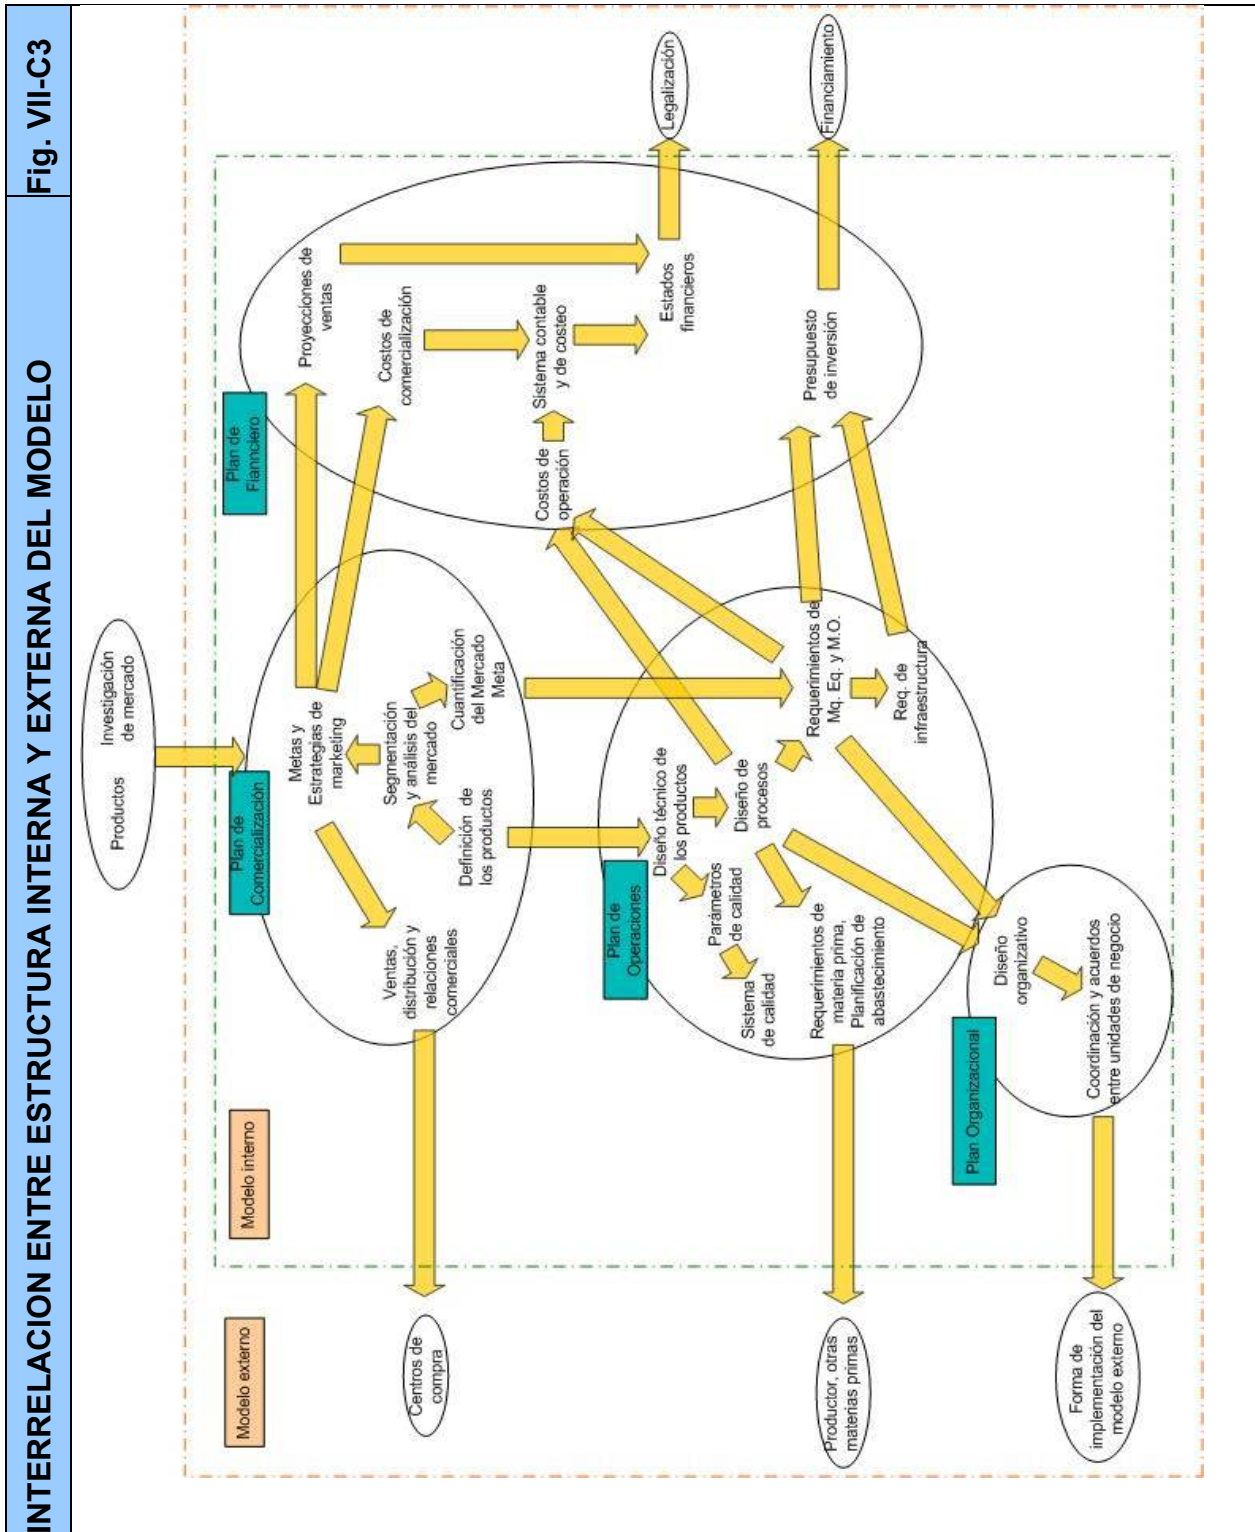 INTERRELACION ENTRE ESTRUCTURA INTERNA Y EXTERNA DEL MODELO
Fig. VII-C3
Modelo externo
Modelo interno
Productos
Investigación
de mercado
Plan de
Comercialización
Metas y
Estrategias de
marketing
Segmentación
y análisis del
mercado
Cuantificación
del Mercado
Meta
Definición de
los productos
Ventas,
distribución y
relaciones
comerciales
Centros de
compra
Plan de
Fiannciero
Proyecciones de
ventas
Costos de
comercialización
Costos de
operación
Sistema contable
y de costeo
Estados
financieros
Presupuesto
de inversión
Legalización
Financiamiento
Plan de
Operaciones
Diseño técnico de
los productos
Parámetros
de calidad
Sistema
de calidad
Diseño de
procesos
Requerimientos de
materia prima,
Planificación de
abastecimiento
Requerimientos de
Mq. Eq. y M.O.
Req. de
infraestructura
Productor, otras
materias primas
Plan Organizacional
Diseño
organizativo
Coordinación y acuerdos
entre unidades de negocio
Forma de
implementación del
modelo externo